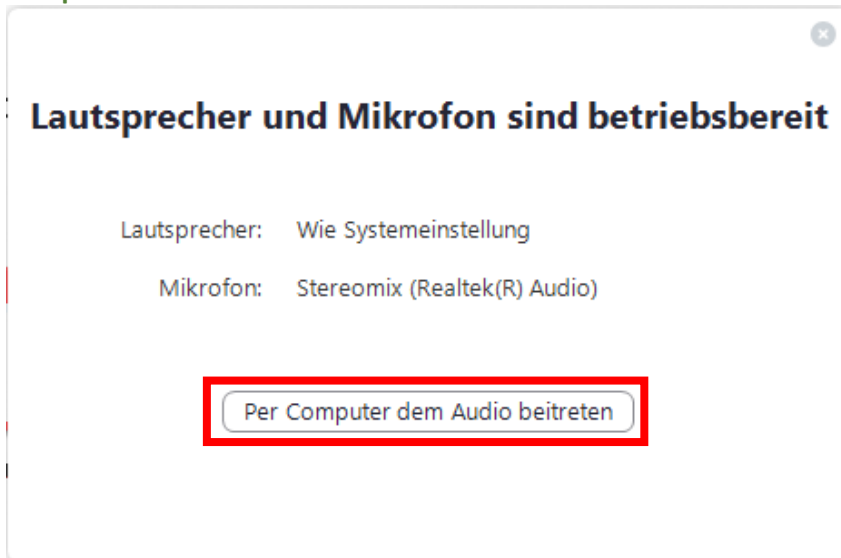 Lautsprecher und Mikrofon sind betriebsbereit
Lautsprecher: Wie Systemeinstellung
Mikrofon: Stereomix (Realtek(R) Audio)
Per Computer dem Audio beitreten